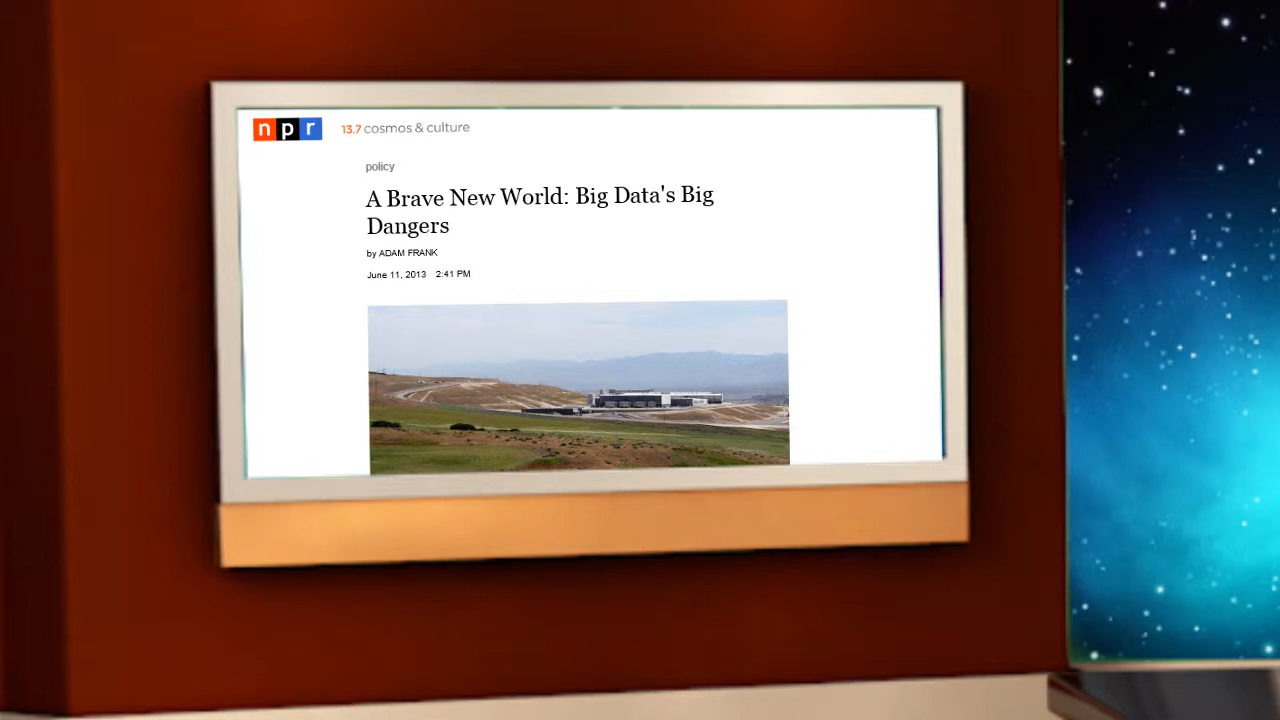 npr 13.7 cosmos & culture
policy
A Brave New World: Big Data's Big
Dangers
by ADAM FRANK
June 11, 2013 2:41 PM